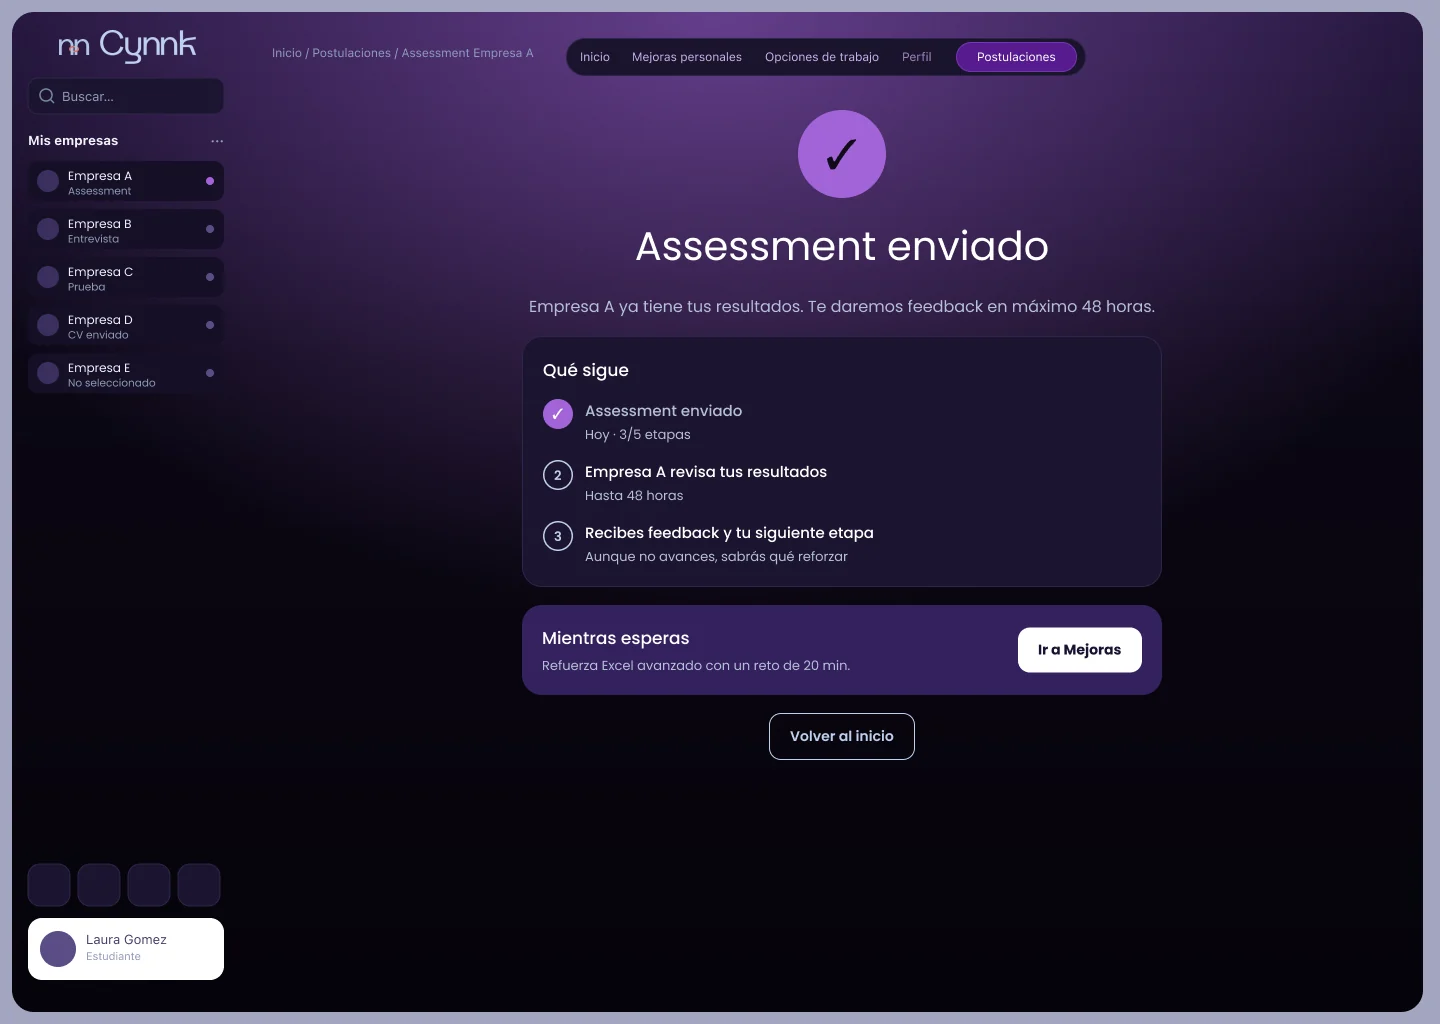 Cynnk
Inicio / Postulaciones / Assessment Empresa A
Inicio
Mejoras personales
Opciones de trabajo
Perfil
Postulaciones
Buscar...
Mis empresas
Empresa A
Assessment
Empresa B
Entrevista
Empresa C
Prueba
Empresa D
CV enviado
Empresa E
No seleccionado
Assessment enviado
Empresa A ya tiene tus resultados. Te daremos feedback en máximo 48 horas.
Qué sigue
Assessment enviado
Hoy · 3/5 etapas
2
Empresa A revisa tus resultados
Hasta 48 horas
3
Recibes feedback y tu siguiente etapa
Aunque no avances, sabrás qué reforzar
Mientras esperas
Refuerza Excel avanzado con un reto de 20 min.
Ir a Mejoras
Volver al inicio
Laura Gomez
Estudiante